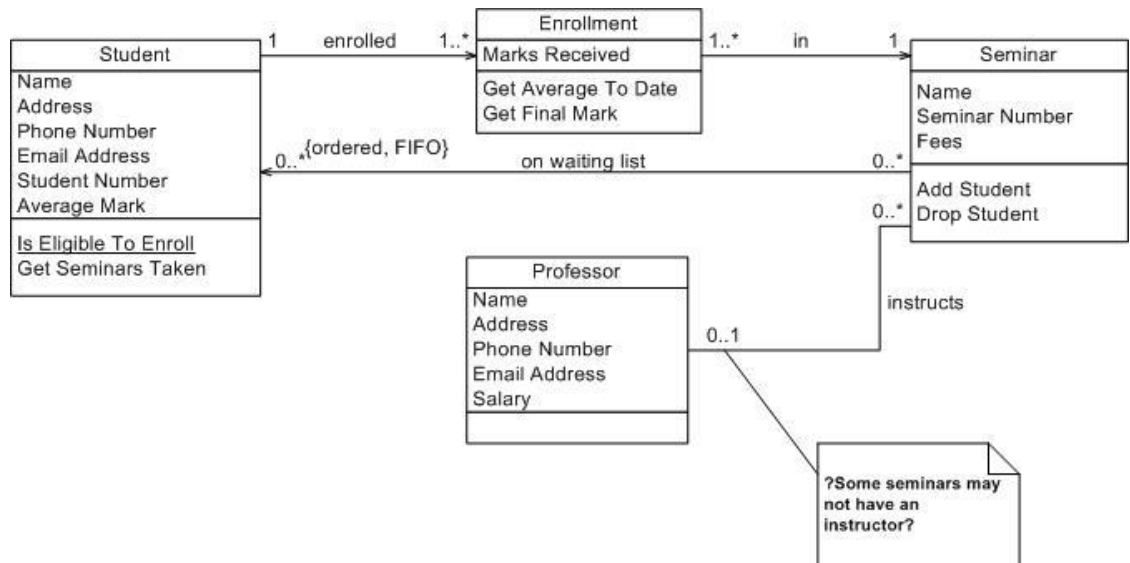 Enrollment
Marks Received
Get Average To Date
Get Final Mark
1 enrolled 1..*
1..* in 1
Student
Name
Address
Phone Number
Email Address
Student Number
Average Mark
Is Eligible To Enroll
Get Seminars Taken
Seminar
Name
Seminar Number
Fees
Add Student
Drop Student
{ordered, FIFO}
0..* on waiting list 0..*
0..*
instructs
0..1
Professor
Name
Address
Phone Number
Email Address
Salary
?Some seminars may
not have an
instructor?